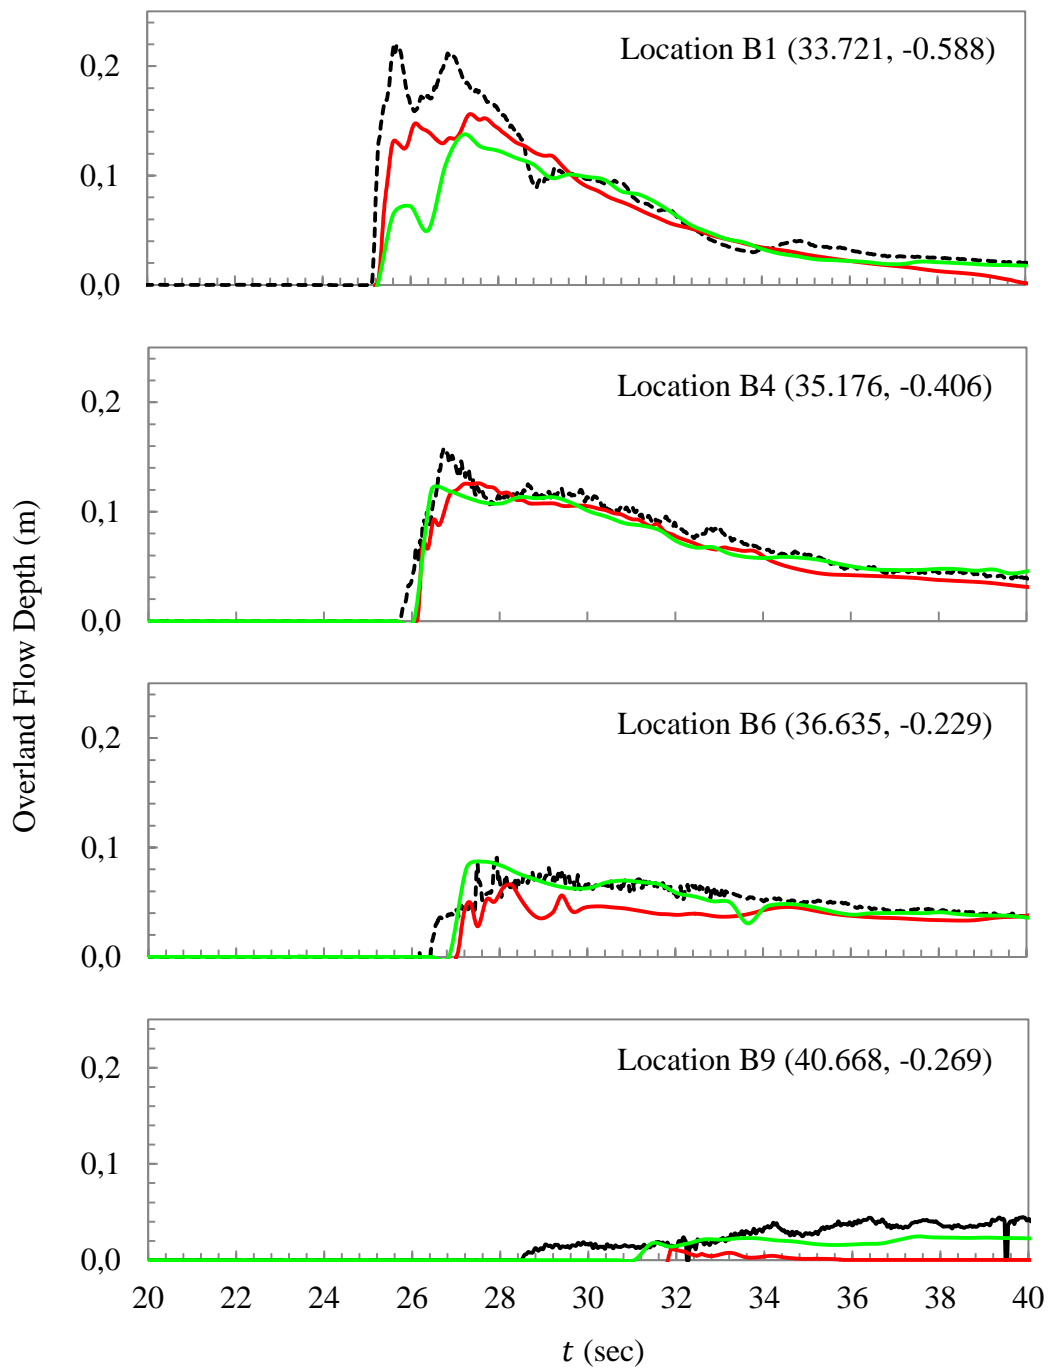 Location B1 (33.721, -0.588)
0,2
0,1
0,0
Location B4 (35.176, -0.406)
0,2
0,1
0,0
Overland Flow Depth (m)
Location B6 (36.635, -0.229)
0,2
0,1
0,0
Location B9 (40.668, -0.269)
0,2
0,1
0,0
20 22 24 26 28 30 32 34 36 38 40
t (sec)